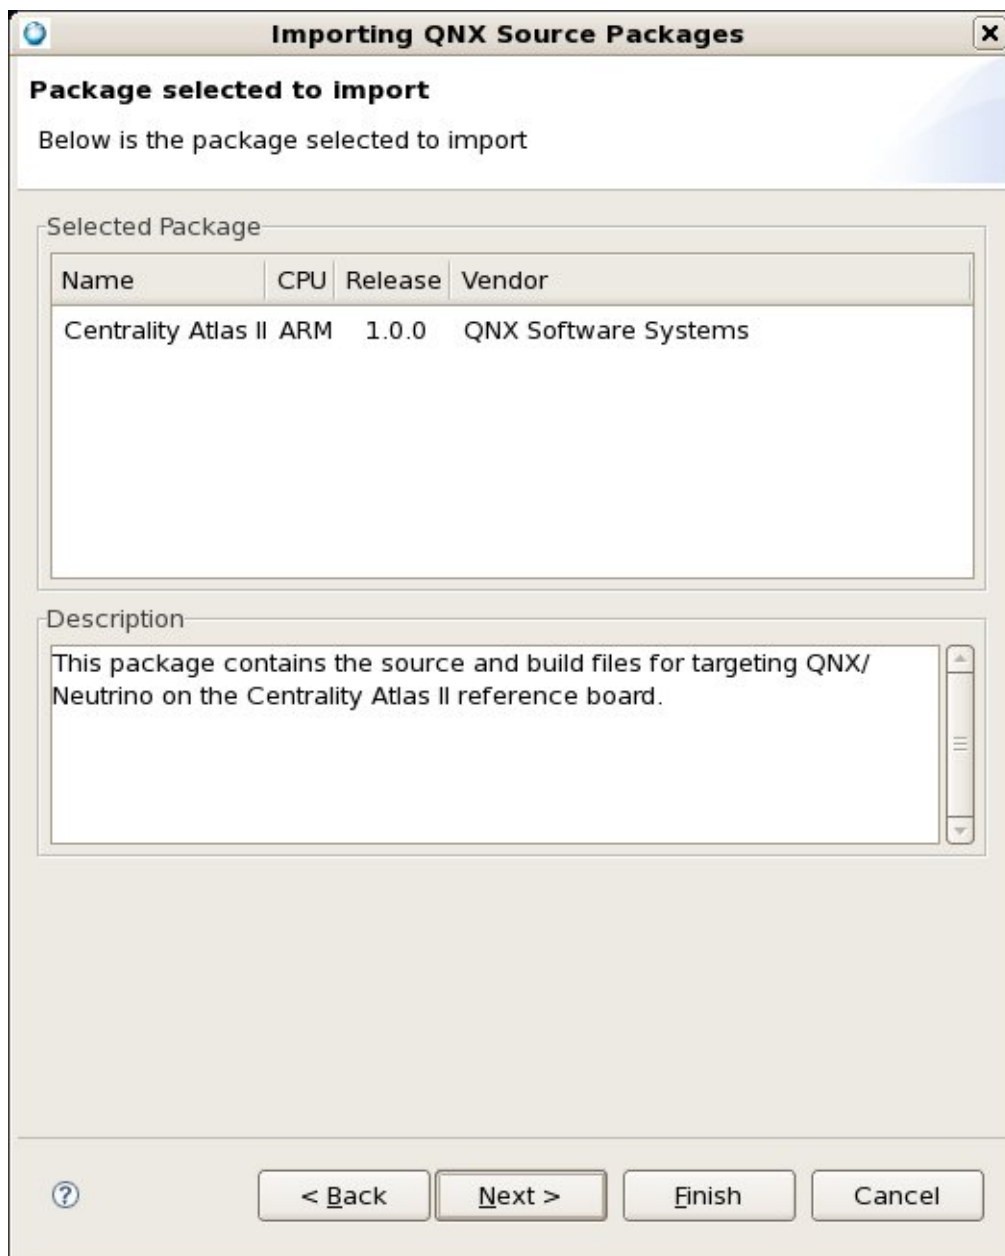 Importing QNX Source Packages
Package selected to import
Below is the package selected to import
Selected Package
Name CPU Release Vendor
Centrality Atlas II ARM 1.0.0 QNX Software Systems
Description
This package contains the source and build files for targeting QNX/
Neutrino on the Centrality Atlas II reference board.
? < Back Next > Finish Cancel